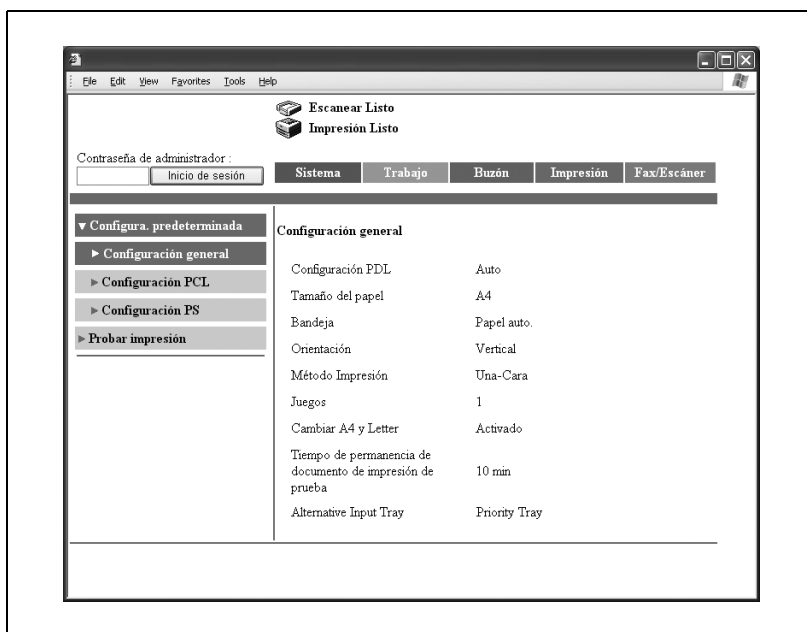 File Edit View Favorites Tools Help
Escanear Listo
Impresión Listo
Contraseña de administrador :
Inicio de sesión
Sistema Trabajo Buzón Impresión Fax/Escáner
Configura. predeterminada
Configuración general
Configuración PCL
Configuración PS
Probar impresión
Configuración general
Configuración PDL Auto
Tamaño del papel A4
Bandeja Papel auto.
Orientación Vertical
Método Impresión Una-Cara
Juegos 1
Cambiar A4 y Letter Activado
Tiempo de permanencia de
documento de impresión de 10 min
prueba
Alternative Input Tray Priority Tray